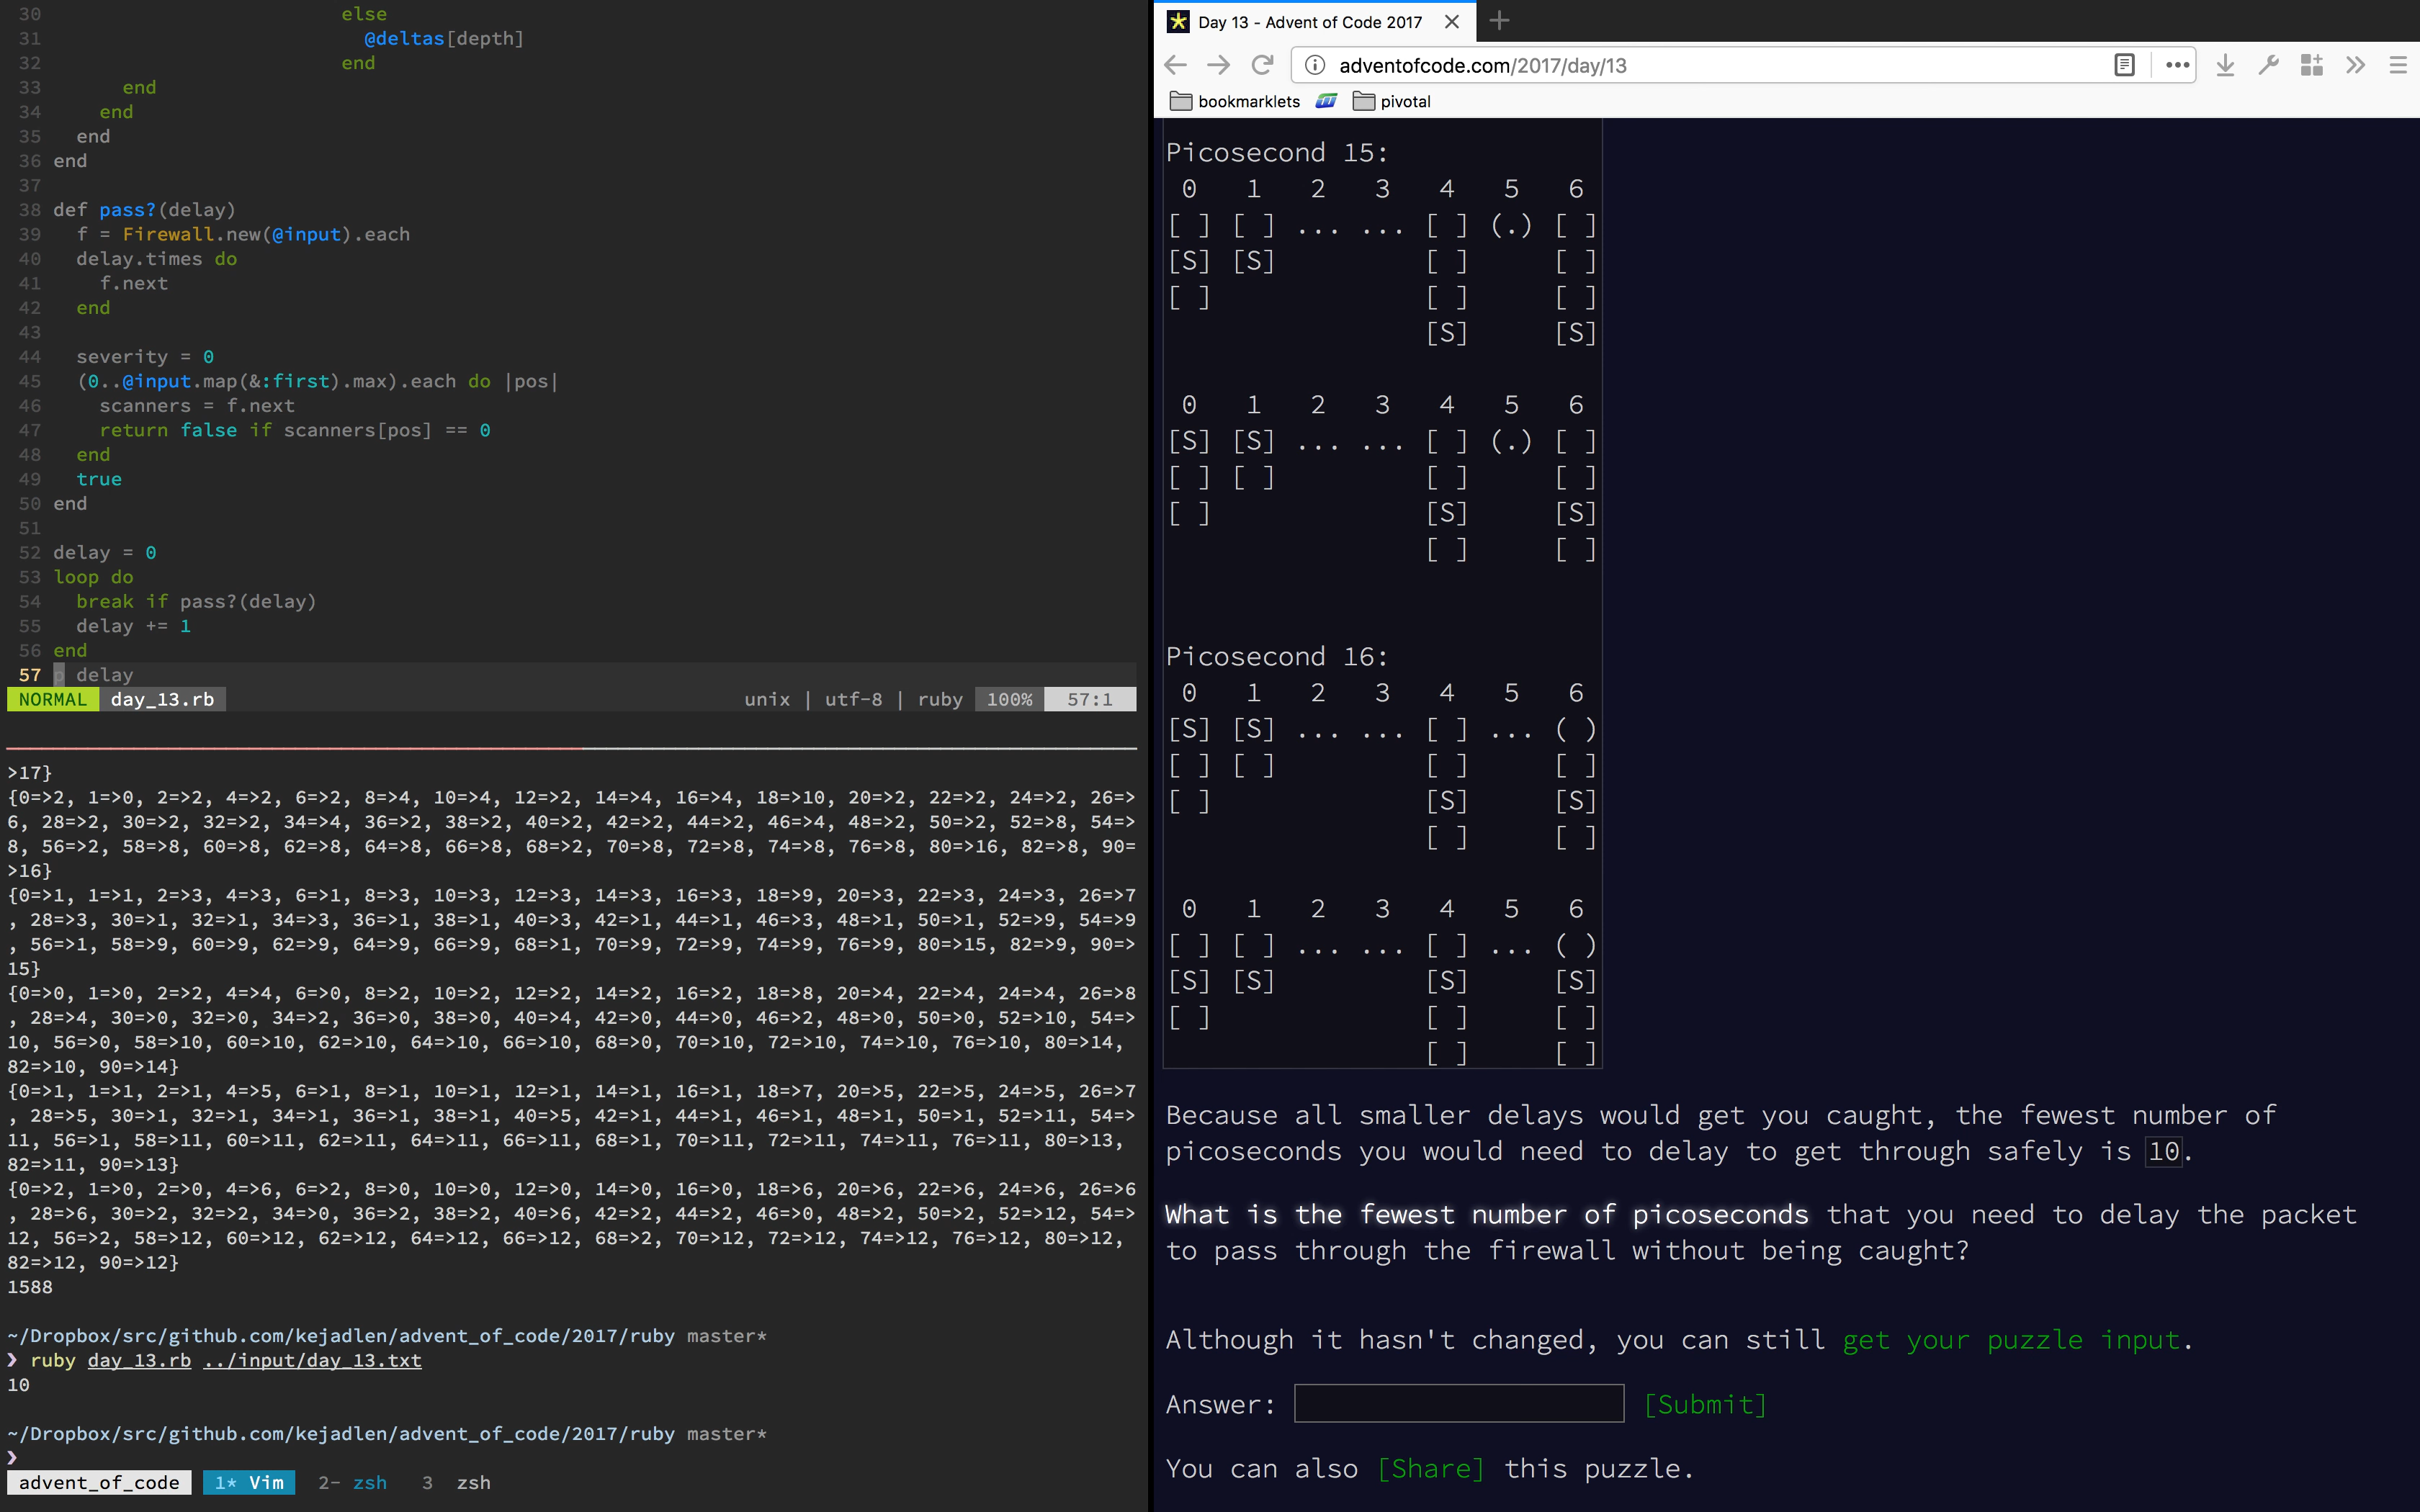 30 else
31 @deltas[depth]
32 end
33 end
34 end
35 end
36 end
37
38 def pass?(delay)
39 f = Firewall.new(@input).each
40 delay.times do
41 f.next
42 end
43
44 severity = 0
45 (0..@input.map(&:first).max).each do |pos|
46 scanners = f.next
47 return false if scanners[pos] == 0
48 end
49 true
50 end
51
52 delay = 0
53 loop do
54 break if pass?(delay)
55 delay += 1
56 end
57 p delay
NORMAL day_13.rb unix | utf-8 | ruby 100% 57:1
>17}
{0=>2, 1=>0, 2=>2, 4=>2, 6=>2, 8=>4, 10=>4, 12=>2, 14=>4, 16=>4, 18=>10, 20=>2, 22=>2, 24=>2, 26=>
6, 28=>2, 30=>2, 32=>2, 34=>4, 36=>2, 38=>2, 40=>2, 42=>2, 44=>2, 46=>4, 48=>2, 50=>2, 52=>8, 54=>
8, 56=>2, 58=>8, 60=>8, 62=>8, 64=>8, 66=>8, 68=>2, 70=>8, 72=>8, 74=>8, 76=>8, 80=>16, 82=>8, 90=
>16}
{0=>1, 1=>1, 2=>3, 4=>3, 6=>1, 8=>3, 10=>3, 12=>3, 14=>3, 16=>3, 18=>9, 20=>3, 22=>3, 24=>3, 26=>7
, 28=>3, 30=>1, 32=>1, 34=>3, 36=>1, 38=>1, 40=>3, 42=>1, 44=>1, 46=>3, 48=>1, 50=>1, 52=>9, 54=>9
, 56=>1, 58=>9, 60=>9, 62=>9, 64=>9, 66=>9, 68=>1, 70=>9, 72=>9, 74=>9, 76=>9, 80=>15, 82=>9, 90=>
15}
{0=>0, 1=>0, 2=>2, 4=>4, 6=>0, 8=>2, 10=>2, 12=>2, 14=>2, 16=>2, 18=>8, 20=>4, 22=>4, 24=>4, 26=>8
, 28=>4, 30=>0, 32=>0, 34=>2, 36=>0, 38=>0, 40=>4, 42=>0, 44=>0, 46=>2, 48=>0, 50=>0, 52=>10, 54=>
10, 56=>0, 58=>10, 60=>10, 62=>10, 64=>10, 66=>10, 68=>0, 70=>10, 72=>10, 74=>10, 76=>10, 80=>14,
82=>10, 90=>14}
{0=>1, 1=>1, 2=>1, 4=>5, 6=>1, 8=>1, 10=>1, 12=>1, 14=>1, 16=>1, 18=>7, 20=>5, 22=>5, 24=>5, 26=>7
, 28=>5, 30=>1, 32=>1, 34=>1, 36=>1, 38=>1, 40=>5, 42=>1, 44=>1, 46=>1, 48=>1, 50=>1, 52=>11, 54=>
11, 56=>1, 58=>11, 60=>11, 62=>11, 64=>11, 66=>11, 68=>1, 70=>11, 72=>11, 74=>11, 76=>11, 80=>13,
82=>11, 90=>13}
{0=>2, 1=>0, 2=>0, 4=>6, 6=>2, 8=>0, 10=>0, 12=>0, 14=>0, 16=>0, 18=>6, 20=>6, 22=>6, 24=>6, 26=>6
, 28=>6, 30=>2, 32=>2, 34=>0, 36=>2, 38=>2, 40=>6, 42=>2, 44=>2, 46=>0, 48=>2, 50=>2, 52=>12, 54=>
12, 56=>2, 58=>12, 60=>12, 62=>12, 64=>12, 66=>12, 68=>2, 70=>12, 72=>12, 74=>12, 76=>12, 80=>12,
82=>12, 90=>12}
1588
~/Dropbox/src/github.com/kejadlen/advent_of_code/2017/ruby master*
❯ ruby day_13.rb ../input/day_13.txt
10
~/Dropbox/src/github.com/kejadlen/advent_of_code/2017/ruby master*
❯
advent_of_code 1* Vim 2- zsh 3 zsh
Day 13 - Advent of Code 2017
adventofcode.com/2017/day/13
bookmarklets pivotal
Picosecond 15:
0 1 2 3 4 5 6
[ ] [ ] ... ... [ ] (.) [ ]
[S] [S] [ ] [ ]
[ ] [ ] [ ]
[S] [S]
0 1 2 3 4 5 6
[S] [S] ... ... [ ] (.) [ ]
[ ] [ ] [ ] [ ]
[ ] [S] [S]
[ ] [ ]
Picosecond 16:
0 1 2 3 4 5 6
[S] [S] ... ... [ ] ... ( )
[ ] [ ] [ ] [ ]
[ ] [S] [S]
[ ] [ ]
0 1 2 3 4 5 6
[ ] [ ] ... ... [ ] ... ( )
[S] [S] [S] [S]
[ ] [ ] [ ]
[ ] [ ]
Because all smaller delays would get you caught, the fewest number of
picoseconds you would need to delay to get through safely is 10.
What is the fewest number of picoseconds that you need to delay the packet
to pass through the firewall without being caught?
Although it hasn't changed, you can still get your puzzle input.
Answer: [Submit]
You can also [Share] this puzzle.